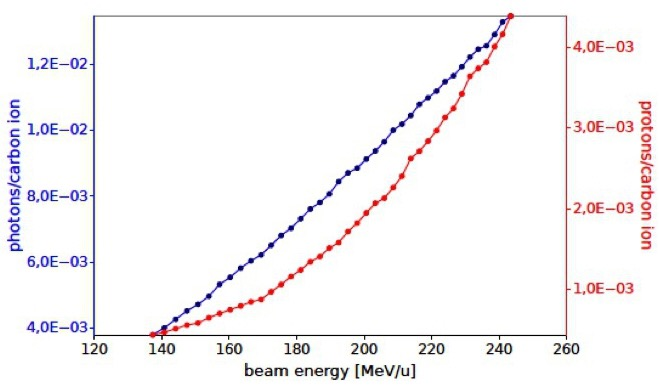 photons/carbon ion
1,2E−02
1,0E−02
8,0E−03
6,0E−03
4,0E−03
4,0E−03
3,0E−03
2,0E−03
1,0E−03
protons/carbon ion
120 140 160 180 200 220 240 260
beam energy [MeV/u]